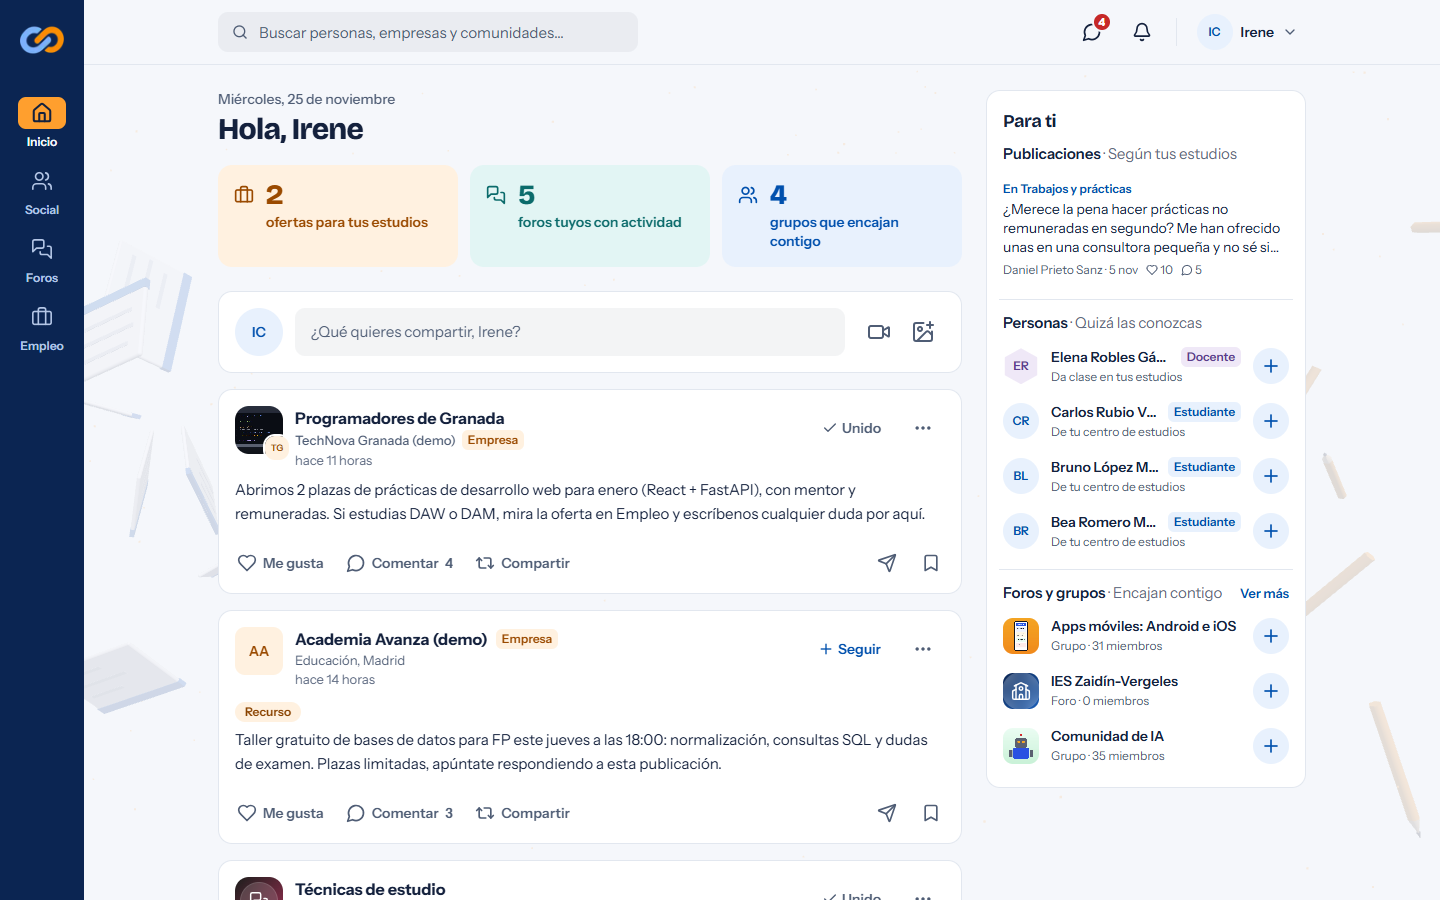 Buscar personas, empresas y comunidades...
4
IC
Irene
Inicio
Social
Foros
Empleo
Miércoles, 25 de noviembre
Hola, Irene
2
ofertas para tus estudios
5
foros tuyos con actividad
4
grupos que encajan
contigo
IC
¿Qué quieres compartir, Irene?
Programadores de Granada
TG
TechNova Granada (demo) Empresa
hace 11 horas
Unido
Abrimos 2 plazas de prácticas de desarrollo web para enero (React + FastAPI), con mentor y
remuneradas. Si estudias DAW o DAM, mira la oferta en Empleo y escríbenos cualquier duda por aquí.
Me gusta
Comentar 4
Compartir
AA
Academia Avanza (demo) Empresa
Educación, Madrid
hace 14 horas
Seguir
Recurso
Taller gratuito de bases de datos para FP este jueves a las 18:00: normalización, consultas SQL y dudas
de examen. Plazas limitadas, apúntate respondiendo a esta publicación.
Me gusta
Comentar 3
Compartir
Técnicas de estudio
Unido
Para ti
Publicaciones · Según tus estudios
En Trabajos y prácticas
¿Merece la pena hacer prácticas no
remuneradas en segundo? Me han ofrecido
unas en una consultora pequeña y no sé si...
Daniel Prieto Sanz · 5 nov 10 5
Personas · Quizá las conozcas
ER
Elena Robles Gá... Docente
Da clase en tus estudios
CR
Carlos Rubio V... Estudiante
De tu centro de estudios
BL
Bruno López M... Estudiante
De tu centro de estudios
BR
Bea Romero M... Estudiante
De tu centro de estudios
Foros y grupos · Encajan contigo
Ver más
Apps móviles: Android e iOS
Grupo · 31 miembros
IES Zaidín-Vergeles
Foro · 0 miembros
Comunidad de IA
Grupo · 35 miembros